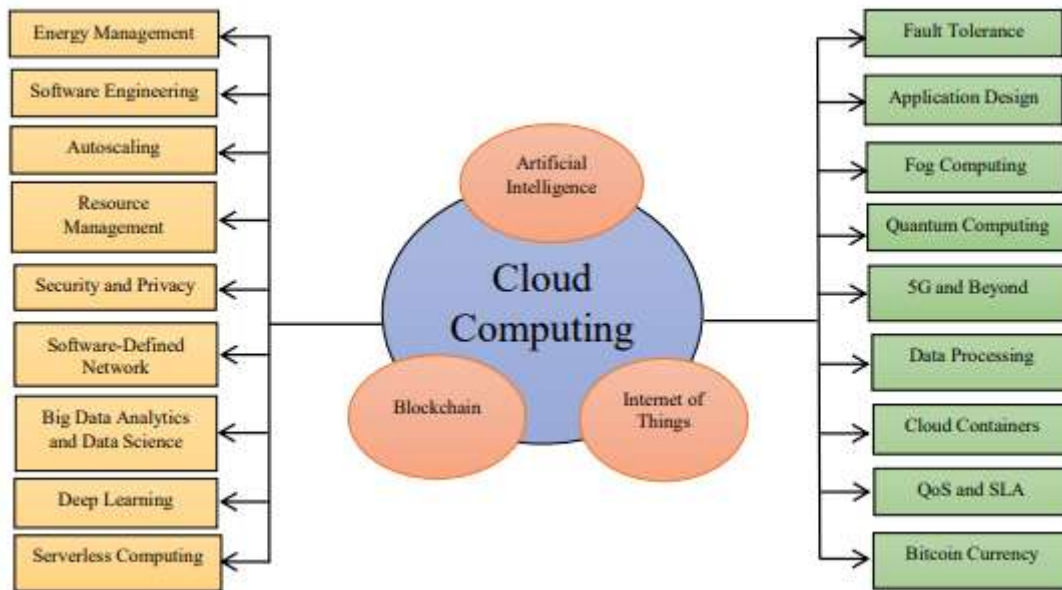 Energy Management
Software Engineering
Autoscaling
Resource
Management
Security and Privacy
Software-Defined
Network
Big Data Analytics
and Data Science
Deep Learning
Serverless Computing
Artificial
Intelligence
Cloud
Computing
Blockchain
Internet of
Things
Fault Tolerance
Application Design
Fog Computing
Quantum Computing
5G and Beyond
Data Processing
Cloud Containers
QoS and SLA
Bitcoin Currency